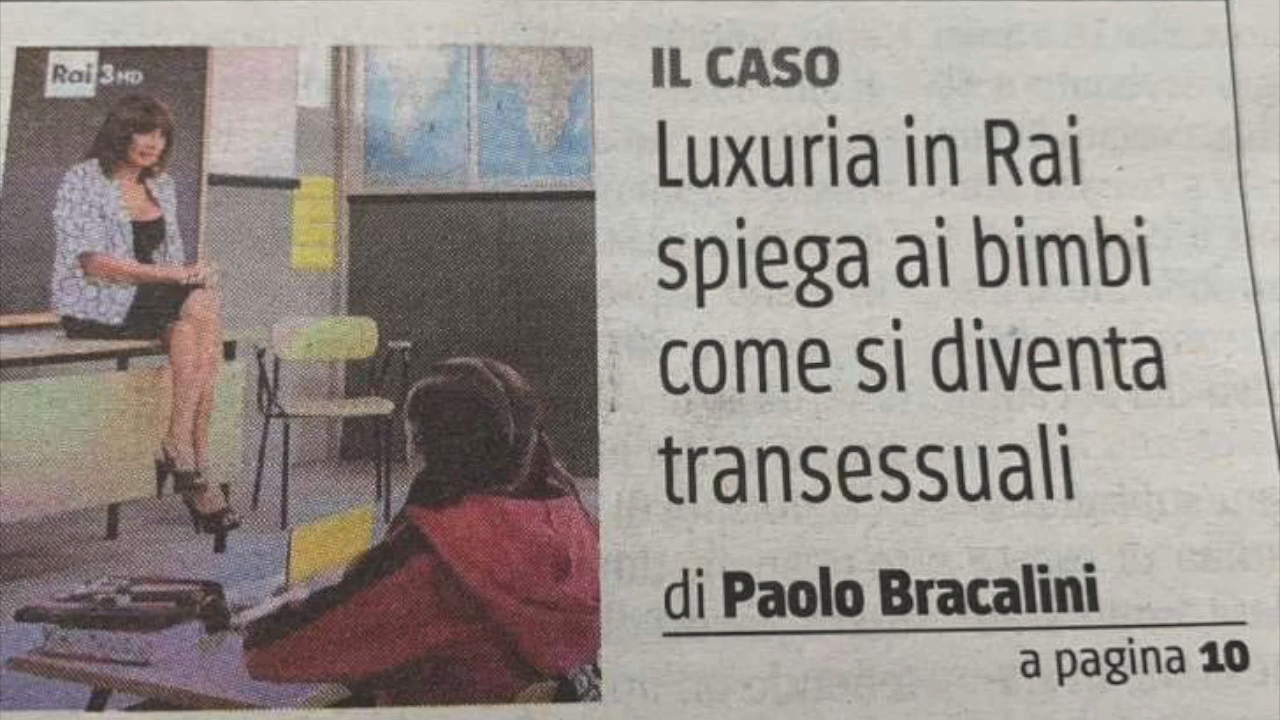 Rai 3HD
IL CASO
Luxuria in Rai
spiega ai bimbi
come si diventa
transessuali
di Paolo Bracalini
a pagina 10